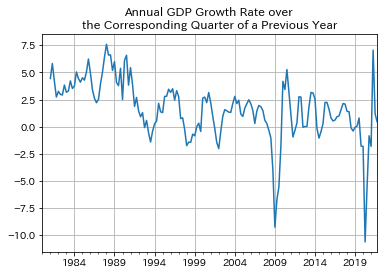 Annual GDP Growth Rate over
the Corresponding Quarter of a Previous Year
7.5
5.0
2.5
0.0
−2.5
−5.0
−7.5
−10.0
1984 1989 1994 1999 2004 2009 2014 2019